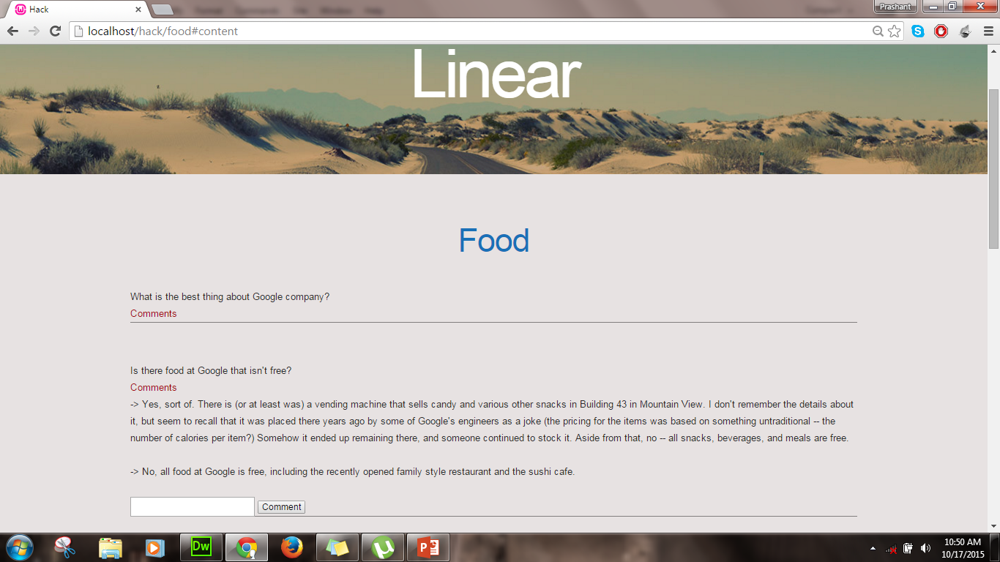 Hack
Prashant
localhost/hack/food#content
Linear
Food
What is the best thing about Google company?
Comments
Is there food at Google that isn't free?
Comments
-> Yes, sort of. There is (or at least was) a vending machine that sells candy and various other snacks in Building 43 in Mountain View. I don't remember the details about
it, but seem to recall that it was placed there years ago by some of Google's engineers as a joke (the pricing for the items was based on something untraditional -- the
number of calories per item?) Somehow it ended up remaining there, and someone continued to stock it. Aside from that, no -- all snacks, beverages, and meals are free.
-> No, all food at Google is free, including the recently opened family style restaurant and the sushi cafe.
Comment
Dw
10:50 AM
10/17/2015